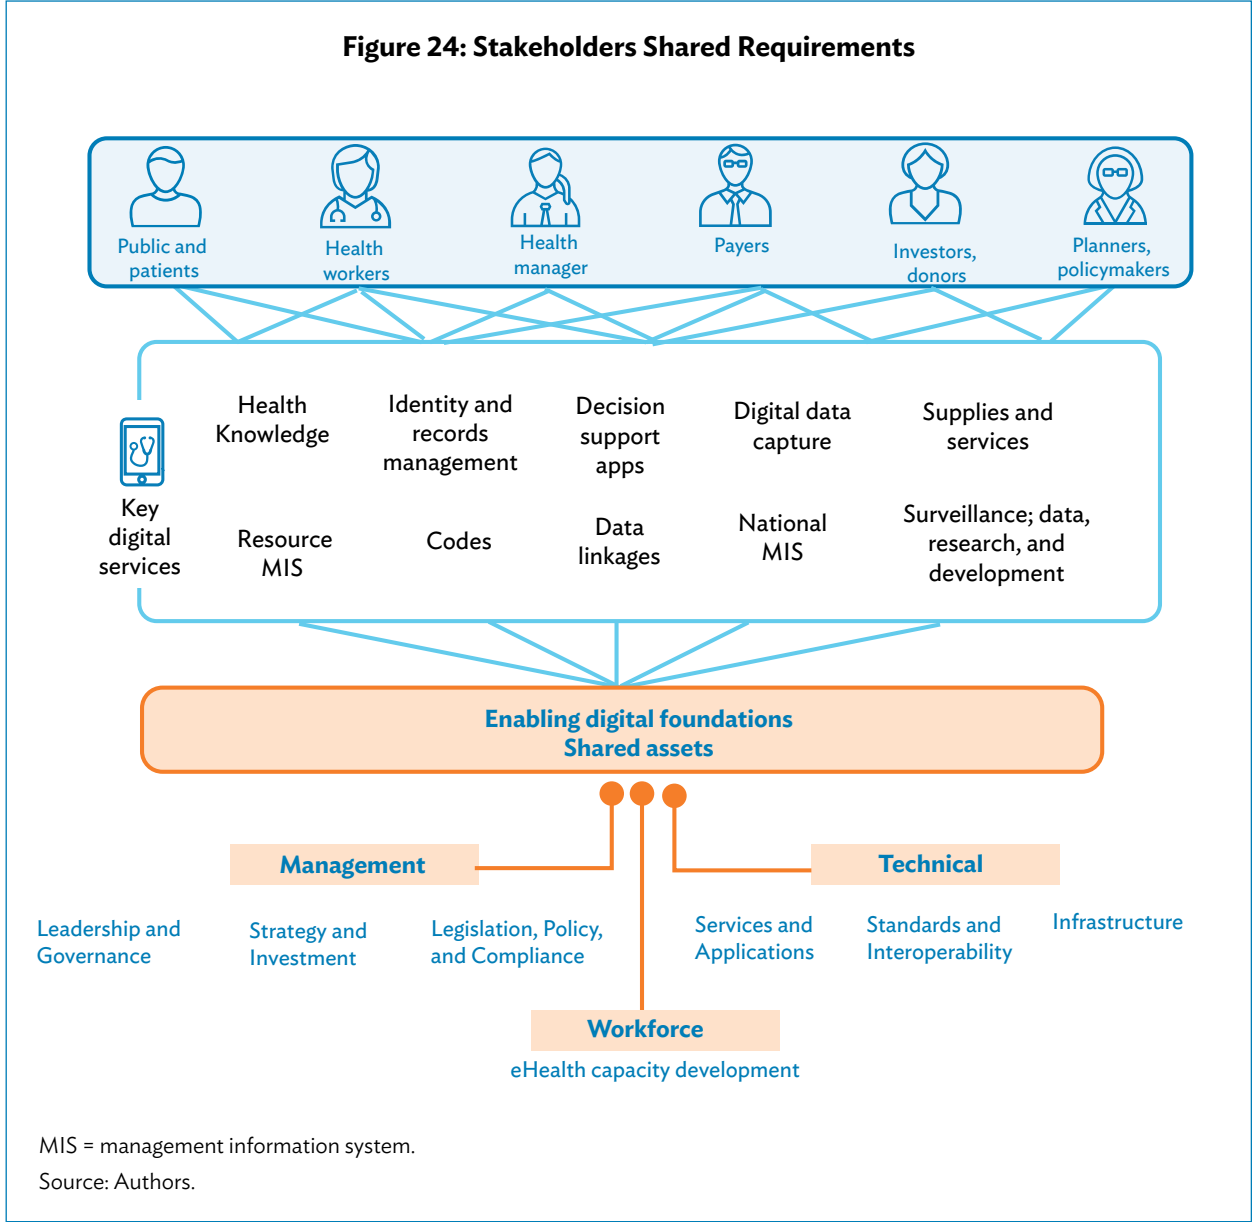 Figure 24: Stakeholders Shared Requirements
Public and
patients
Health
workers
Health
manager
Payers
Investors,
donors
Planners,
policymakers
Key
digital
services
Health
Knowledge
Identity and
records
management
Decision
support
apps
Digital data
capture
Supplies and
services
Resource
MIS
Codes
Data
linkages
National
MIS
Surveillance; data,
research, and
development
Enabling digital foundations
Shared assets
Management
Technical
Leadership and
Governance
Strategy and
Investment
Legislation, Policy,
and Compliance
Services and
Applications
Standards and
Interoperability
Infrastructure
Workforce
eHealth capacity development
MIS = management information system.
Source: Authors.